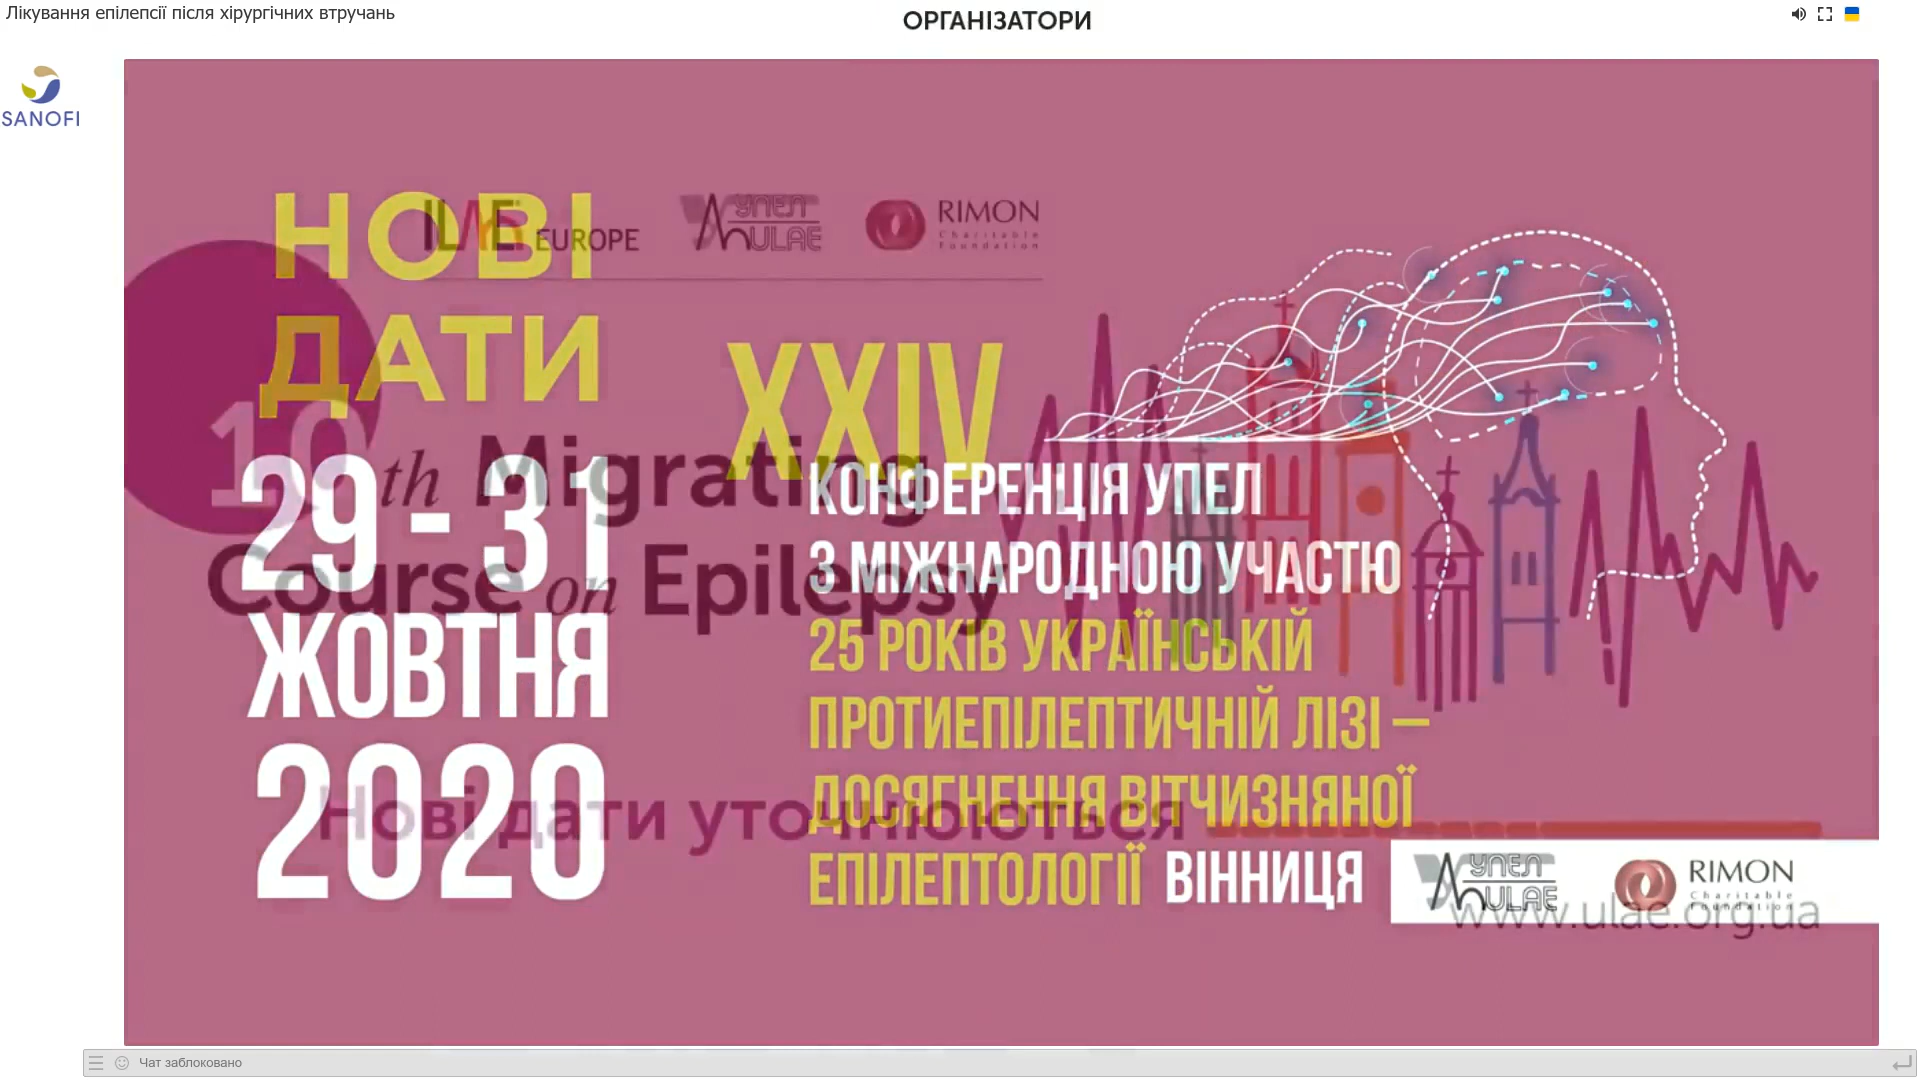 Лікування епілепсії після хірургічних втручань
ОРГАНІЗАТОРИ
SANOFI
НОВІ
ДАТИ
29 - 31
ЖОВТНЯ
2020
ILAE EUROPE
УПЕЛ
ULAE
RIMON
Charitable
Foundation
10th Migrating
Course on Epilepsy
Нові дати уточнюються
XXIV
КОНФЕРЕНЦІЯ УПЕЛ
З МІЖНАРОДНОЮ УЧАСТЮ
25 РОКІВ УКРАЇНСЬКІЙ
ПРОТИЕПІЛЕПТИЧНІЙ ЛІЗІ –
ДОСЯГНЕННЯ ВІТЧИЗНЯНОЇ
ЕПІЛЕПТОЛОГІЇ ВІННИЦЯ
УПЕЛ
ULAE
RIMON
Charitable
Foundation
www.ulae.org.ua
Чат заблоковано